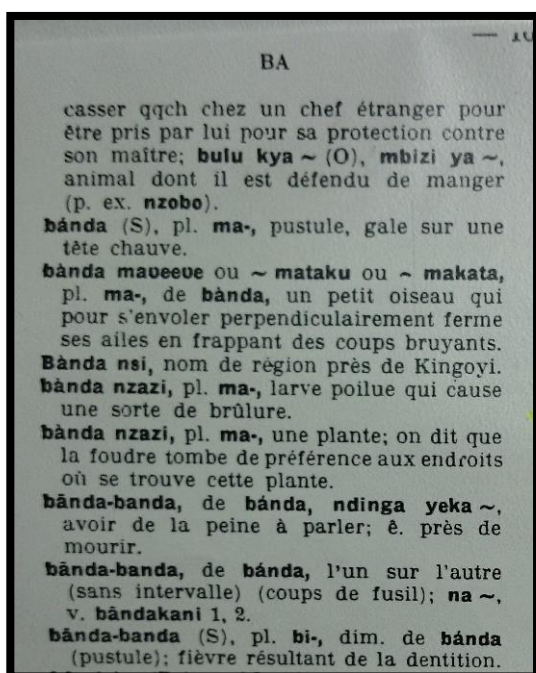 BA
casser qqch chez un chef étranger pour
être pris par lui pour sa protection contre
son maître; bulu kya ~ (O), mbizi ya ~,
animal dont il est défendu de manger
(p. ex. nzobo).
bánda (S), pl. ma-, pustule, gale sur une
tête chauve.
bànda maʋeeʋe ou ~ mataku ou ~ makata,
pl. ma-, de bànda, un petit oiseau qui
pour s'envoler perpendiculairement ferme
ses ailes en frappant des coups bruyants.
Bànda nsi, nom de région près de Kingoyi.
bànda nzazi, pl. ma-, larve poilue qui cause
une sorte de brûlure.
bànda nzazi, pl. ma-, une plante; on dit que
la foudre tombe de préférence aux endroits
où se trouve cette plante.
bānda-banda, de bánda, ndinga yeka ~,
avoir de la peine à parler; ê. près de
mourir.
bānda-banda, de bánda, l'un sur l'autre
(sans intervalle) (coups de fusil); na ~,
v. bāndakani 1, 2.
bānda-banda (S), pl. bi-, dim. de bánda
(pustule); fièvre résultant de la dentition.